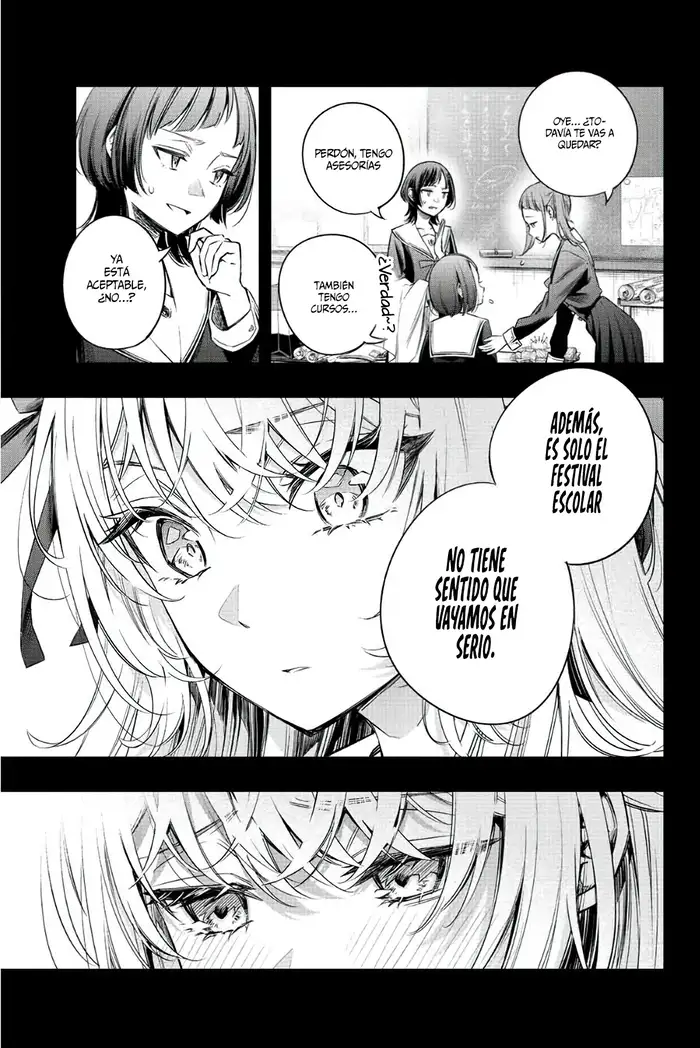 OYE... ¿TO-
DAVÍA TE VAS A
QUEDAR?
PERDÓN, TENGO
ASESORÍAS
TAMBIÉN
TENGO
CURSOS...
¿Verdad~?
YA
ESTÁ
ACEPTABLE,
¿NO...?
ADEMÁS,
ES SOLO EL
FESTIVAL
ESCOLAR
NO TIENE
SENTIDO QUE
VAYAMOS EN
SERIO.